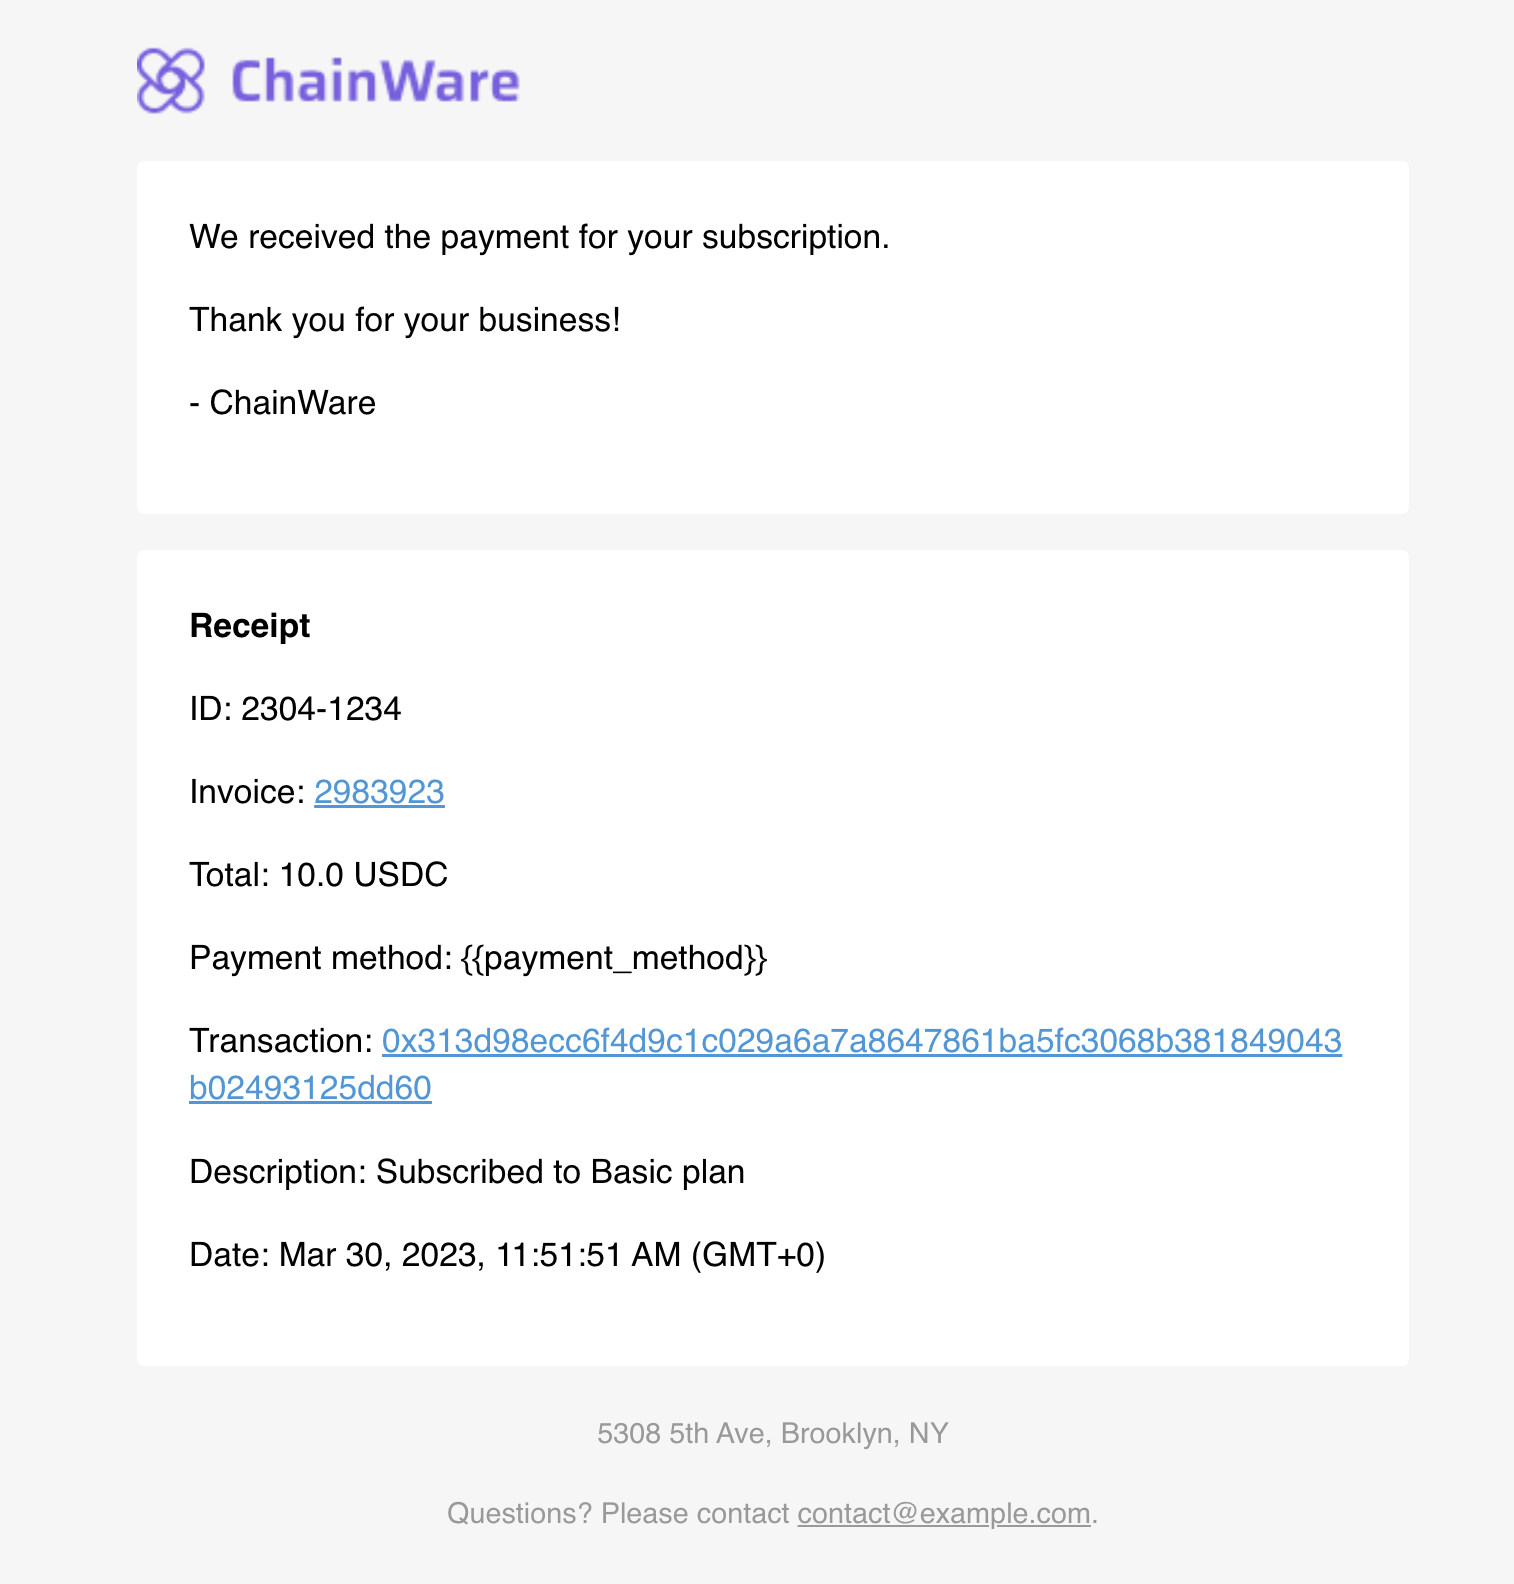 ChainWare
We received the payment for your subscription.
Thank you for your business!
- ChainWare
Receipt
ID: 2304-1234
Invoice: 2983923
Total: 10.0 USDC
Payment method: {{payment_method}}
Transaction: 0x313d98ecc6f4d9c1c029a6a7a8647861ba5fc3068b381849043
b02493125dd60
Description: Subscribed to Basic plan
Date: Mar 30, 2023, 11:51:51 AM (GMT+0)
5308 5th Ave, Brooklyn, NY
Questions? Please contact contact@example.com.